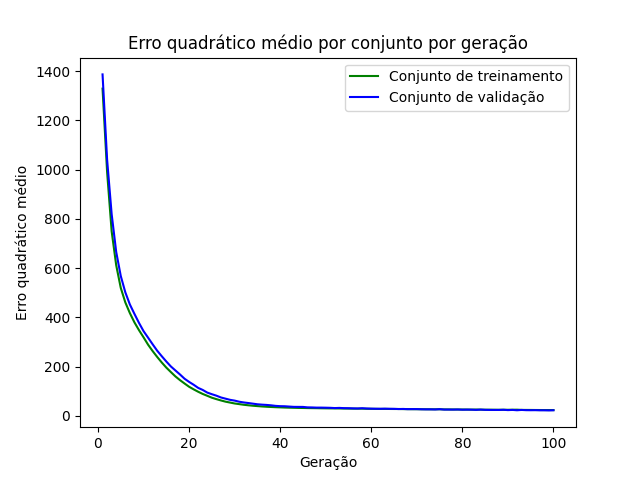 Erro quadrático médio por conjunto por geração
Conjunto de treinamento
Conjunto de validação
Erro quadrático médio
1400
1200
1000
800
600
400
200
0
0 20 40 60 80 100
Geração